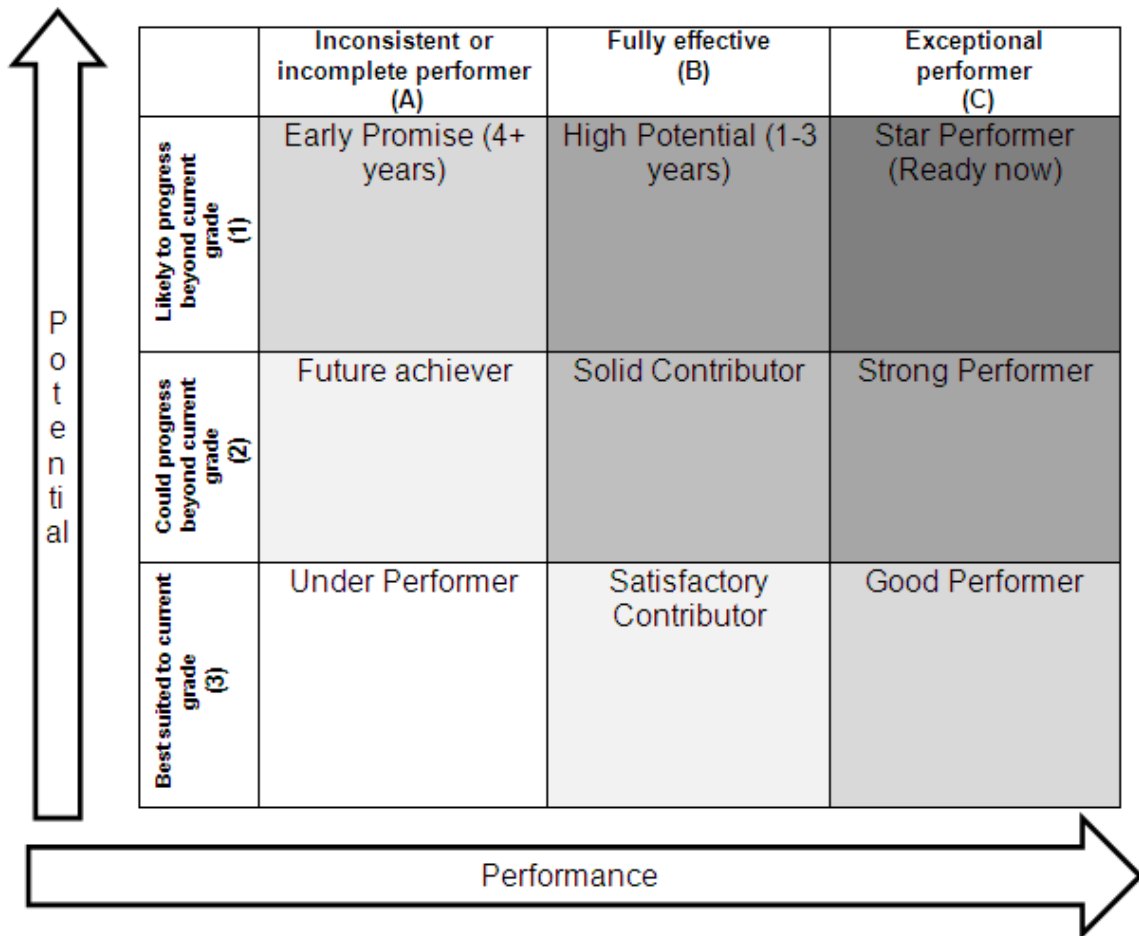 Inconsistent or
incomplete performer
(A)
Fully effective
(B)
Exceptional
performer
(C)
Likely to progress
beyond current
grade
(1)
Early Promise (4+
years)
High Potential (1-3
years)
Star Performer
(Ready now)
Could progress
beyond current
grade
(2)
Future achiever
Solid Contributor
Strong Performer
Best suited to current
grade
(3)
Under Performer
Satisfactory
Contributor
Good Performer
P
o
t
e
n
ti
al
Performance